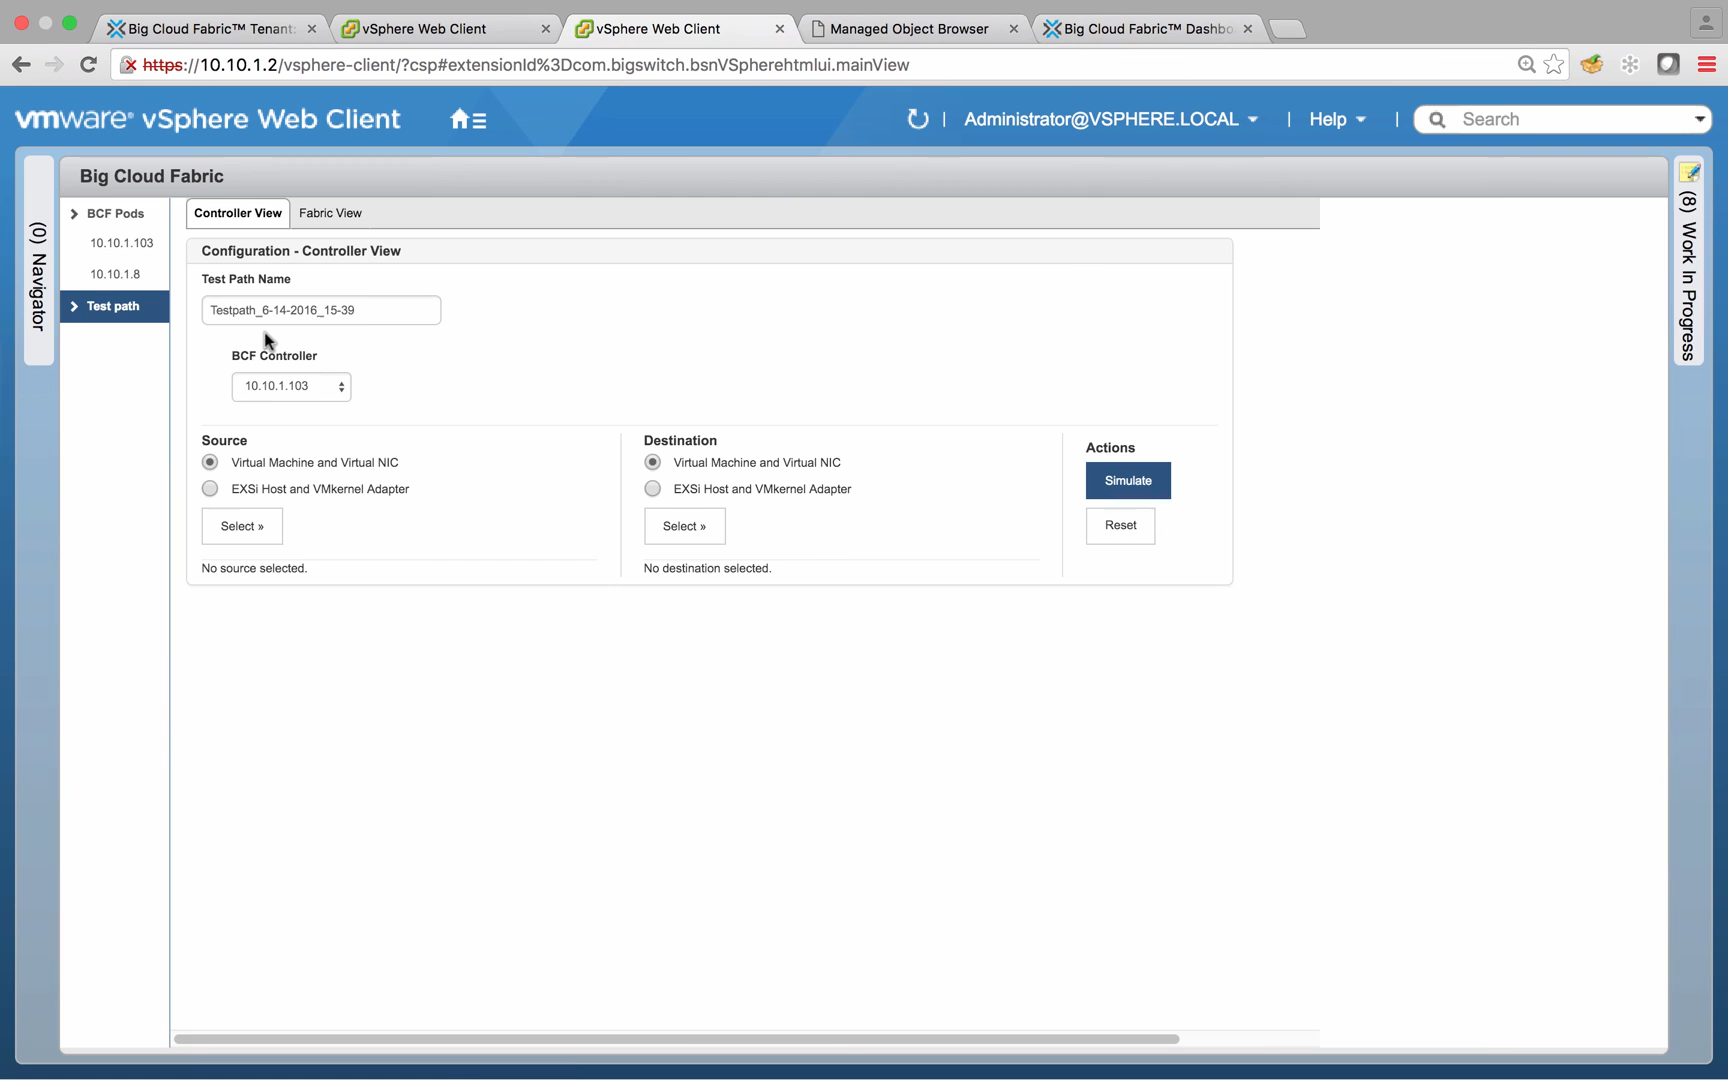 Big Cloud Fabric™ Tenant:
vSphere Web Client
vSphere Web Client
Managed Object Browser
Big Cloud Fabric™ Dashbo
https://10.10.1.2/vsphere-client/?csp#extensionId%3Dcom.bigswitch.bsnVSpherehtmlui.mainView
vmware® vSphere Web Client
Administrator@VSPHERE.LOCAL
Help
Search
(0) Navigator
Big Cloud Fabric
(8) Work In Progress
BCF Pods
10.10.1.103
10.10.1.8
Test path
Controller View
Fabric View
Configuration - Controller View
Test Path Name
Testpath_6-14-2016_15-39
BCF Controller
10.10.1.103
Source
Virtual Machine and Virtual NIC
EXSi Host and VMkernel Adapter
Select »
No source selected.
Destination
Virtual Machine and Virtual NIC
EXSi Host and VMkernel Adapter
Select »
No destination selected.
Actions
Simulate
Reset